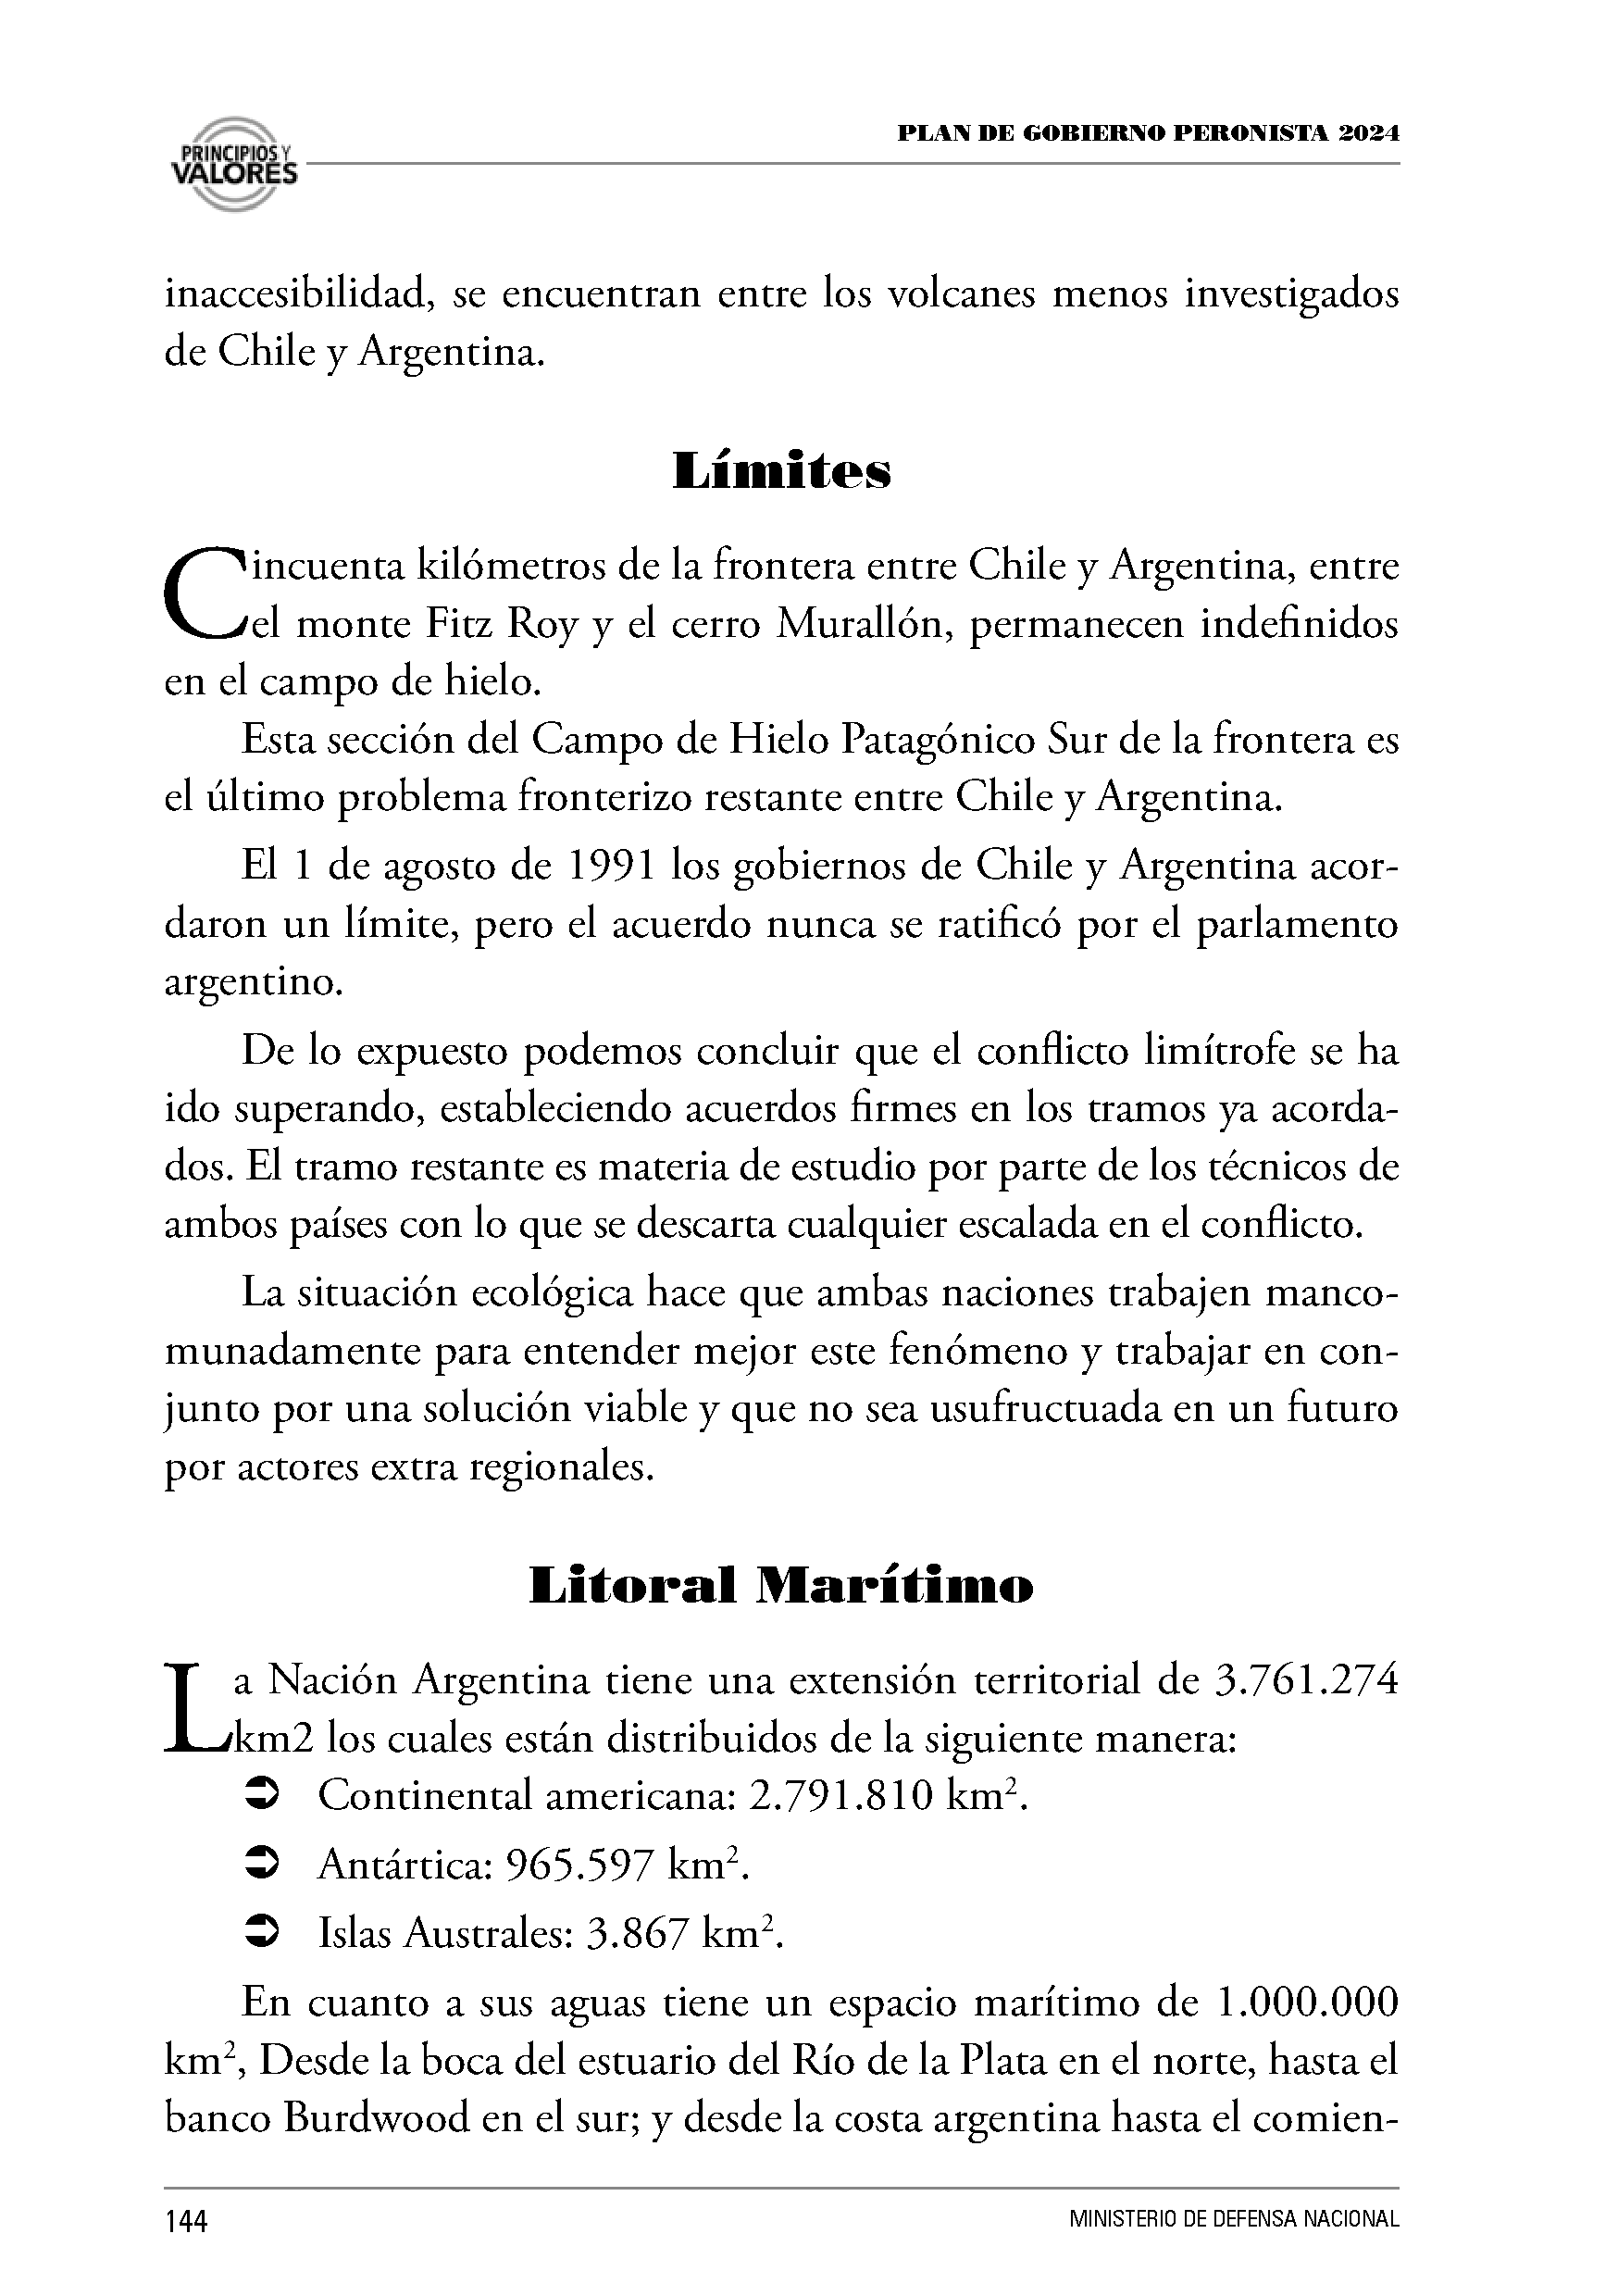 PRINCIPIOS Y
VALORES
PLAN DE GOBIERNO PERONISTA 2024
inaccesibilidad, se encuentran entre los volcanes menos investigados
de Chile y Argentina.
Límites
Cincuenta kilómetros de la frontera entre Chile y Argentina, entre
el monte Fitz Roy y el cerro Murallón, permanecen indefinidos
en el campo de hielo.
Esta sección del Campo de Hielo Patagónico Sur de la frontera es
el último problema fronterizo restante entre Chile y Argentina.
El 1 de agosto de 1991 los gobiernos de Chile y Argentina acor-
daron un límite, pero el acuerdo nunca se ratificó por el parlamento
argentino.
De lo expuesto podemos concluir que el conflicto limítrofe se ha
ido superando, estableciendo acuerdos firmes en los tramos ya acorda-
dos. El tramo restante es materia de estudio por parte de los técnicos de
ambos países con lo que se descarta cualquier escalada en el conflicto.
La situación ecológica hace que ambas naciones trabajen manco-
munadamente para entender mejor este fenómeno y trabajar en con-
junto por una solución viable y que no sea usufructuada en un futuro
por actores extra regionales.
Litoral Marítimo
La Nación Argentina tiene una extensión territorial de 3.761.274
km2 los cuales están distribuidos de la siguiente manera:
➲ Continental americana: 2.791.810 km².
➲ Antártica: 965.597 km².
➲ Islas Australes: 3.867 km².
En cuanto a sus aguas tiene un espacio marítimo de 1.000.000
km², Desde la boca del estuario del Río de la Plata en el norte, hasta el
banco Burdwood en el sur; y desde la costa argentina hasta el comien-
144
MINISTERIO DE DEFENSA NACIONAL